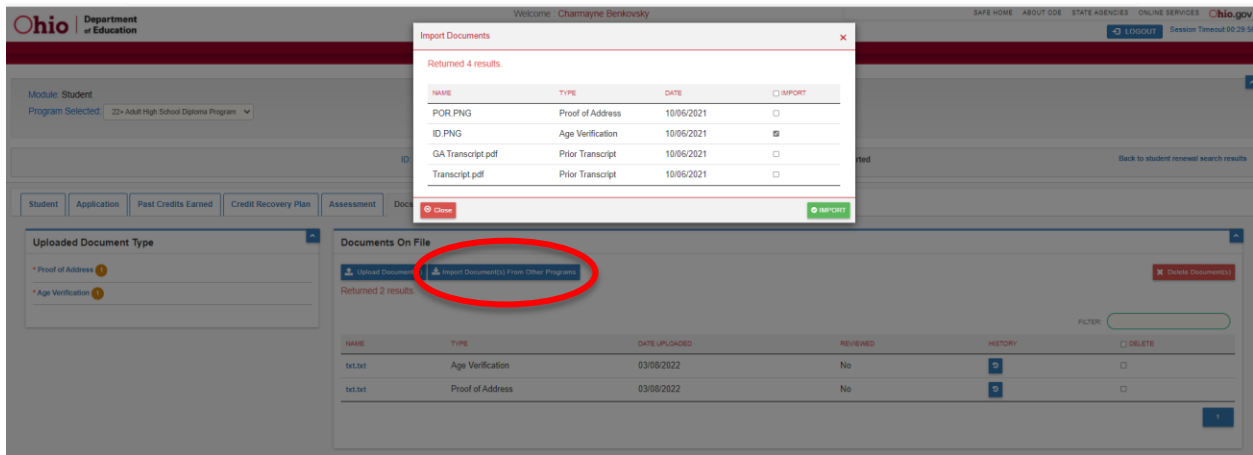 Ohio Department of Education
Welcome : Charmayne Benkovsky
SAFE HOME ABOUT ODE STATE AGENCIES ONLINE SERVICES Ohio.gov
LOGOUT Session Timeout:00:29:
Import Documents
Returned 4 results.
NAME TYPE DATE IMPORT
POR.PNG Proof of Address 10/06/2021
ID.PNG Age Verification 10/06/2021
GA Transcript.pdf Prior Transcript 10/06/2021
Transcript.pdf Prior Transcript 10/06/2021
Close IMPORT
Module: Student
Program Selected: 22+ Adult High School Diploma Program
ID: rted Back to student renewal search results
Student Application Past Credits Earned Credit Recovery Plan Assessment Docs
Uploaded Document Type
* Proof of Address 1
* Age Verification 1
Documents On File
Upload Document Import Document(s) From Other Programs Delete Document(s)
Returned 2 results.
FILTER:
NAME TYPE DATE UPLOADED REVIEWED HISTORY DELETE
txt.txt Age Verification 03/08/2022 No
txt.txt Proof of Address 03/08/2022 No
1